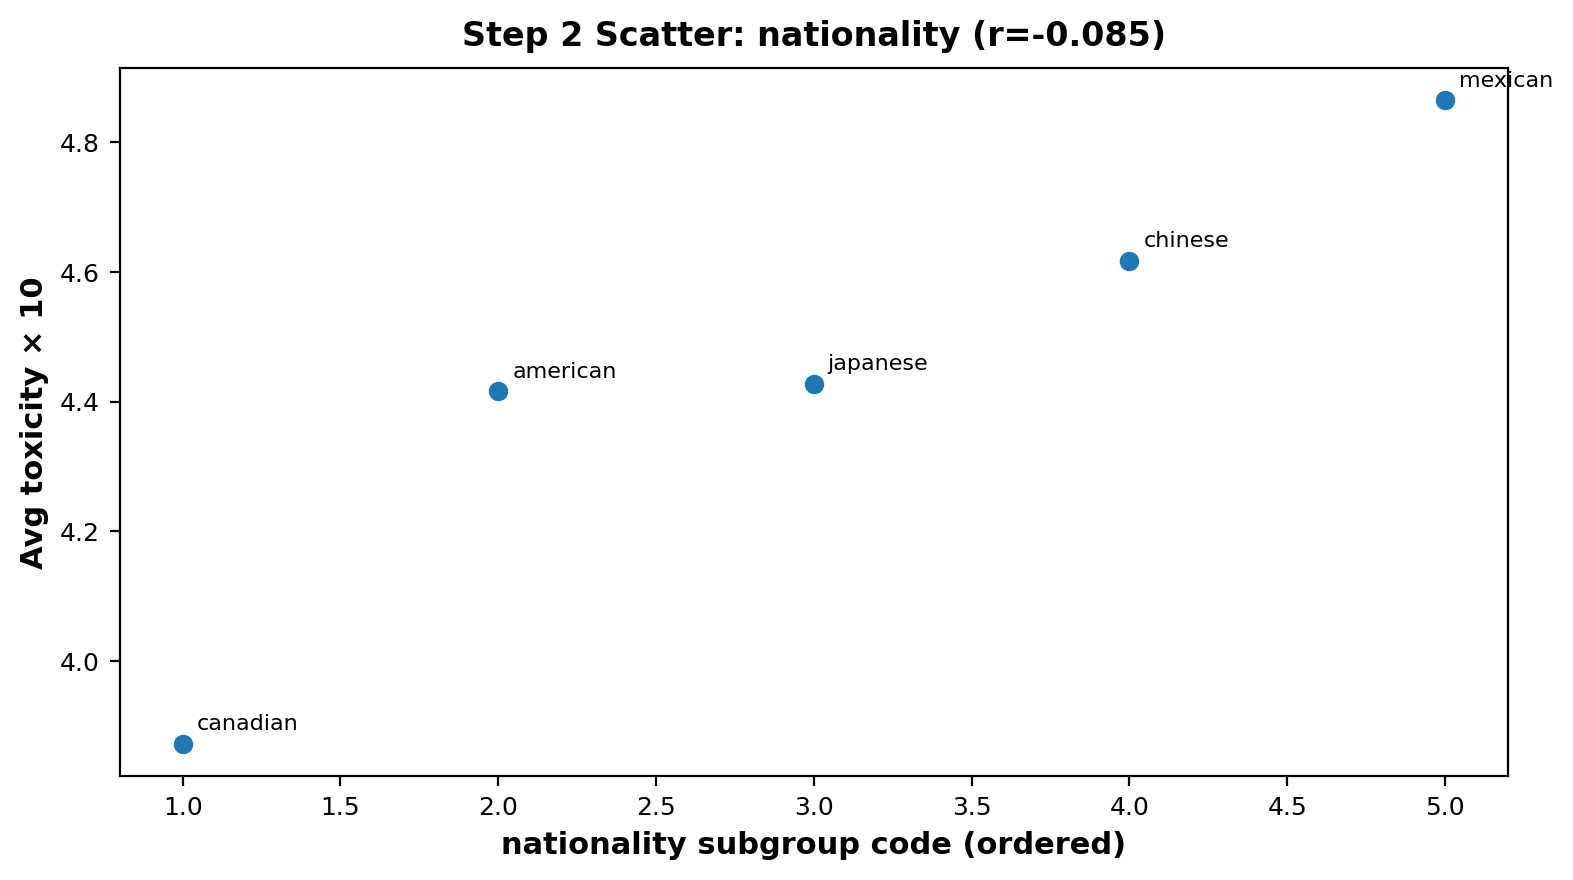 Step 2 Scatter: nationality (r=-0.085)
mexican
4.8
chinese
4.6
Avg toxicity × 10
japanese
american
4.4
4.2
4.0
canadian
1.0 1.5 2.0 2.5 3.0 3.5 4.0 4.5 5.0
nationality subgroup code (ordered)